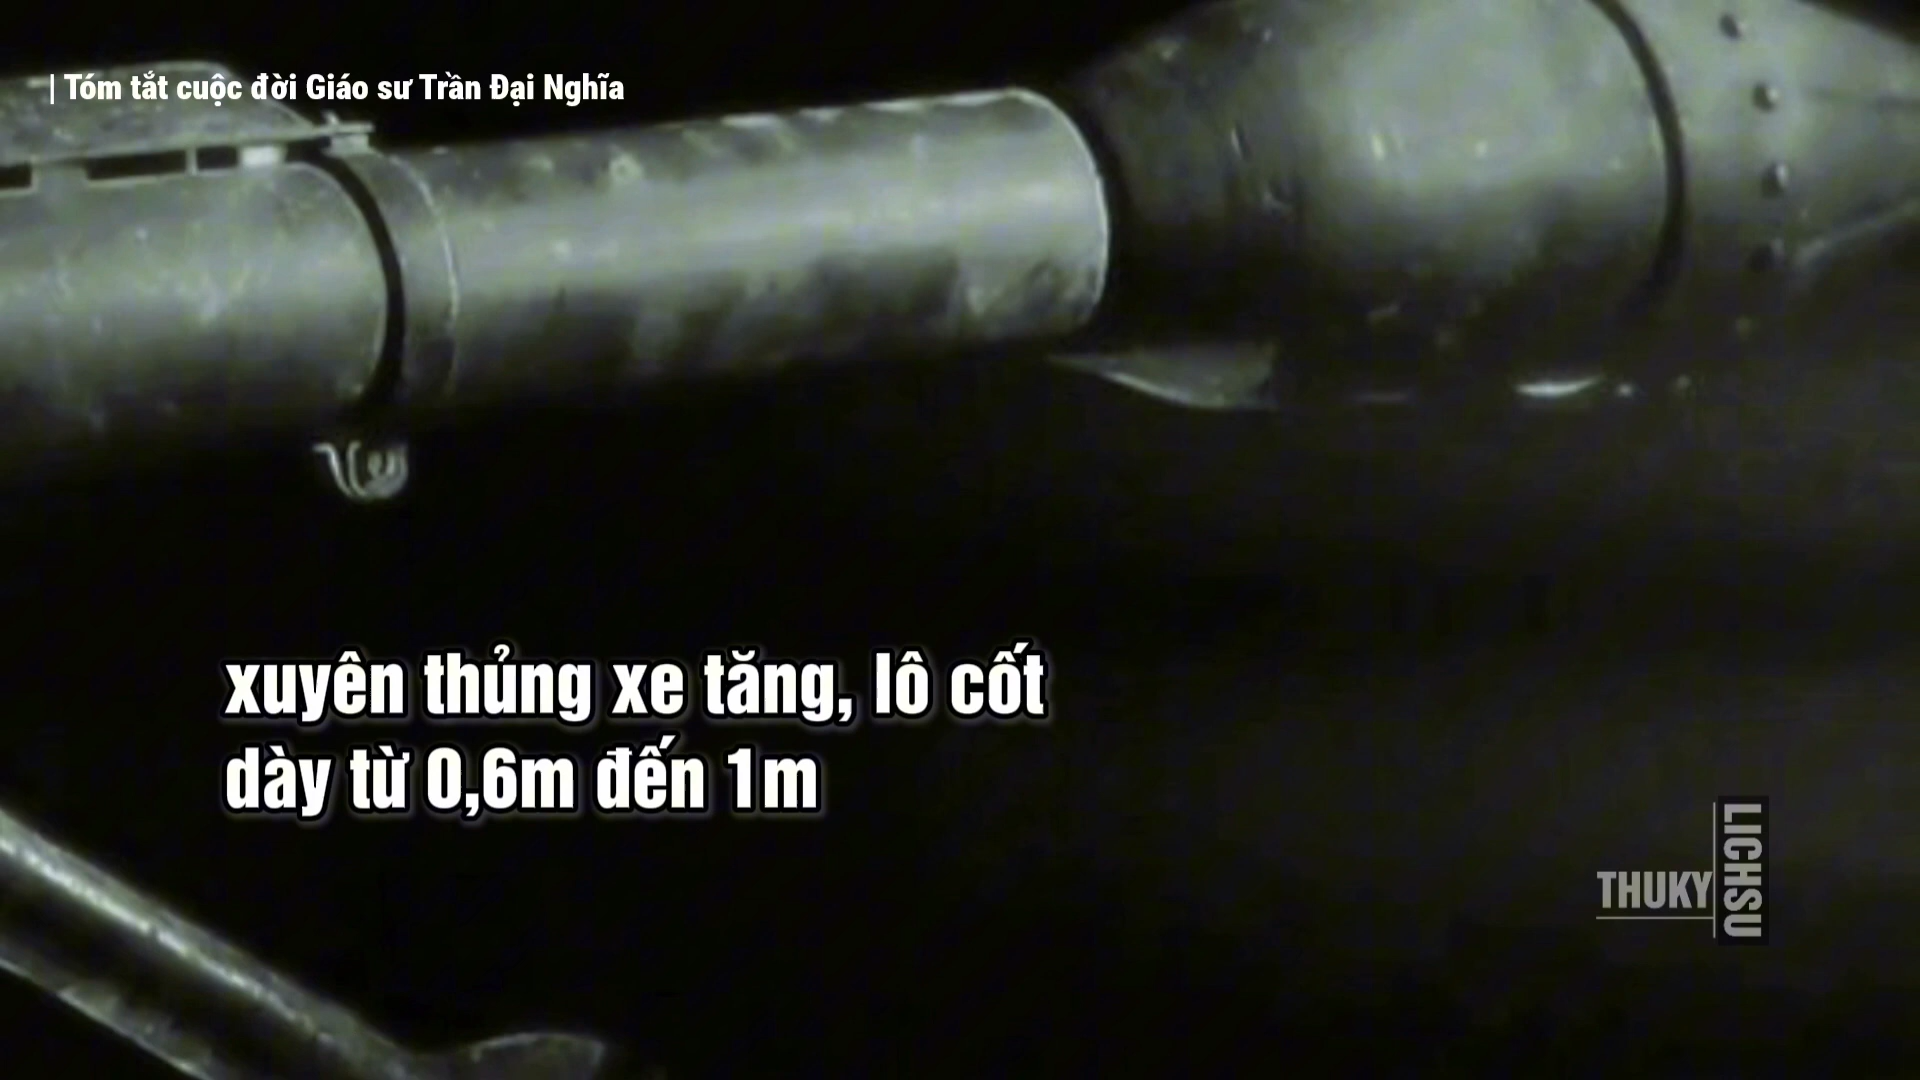 | Tóm tắt cuộc đời Giáo sư Trần Đại Nghĩa
xuyên thủng xe tăng, lô cốt
dày từ 0,6m đến 1m
THUKY
LICHSU